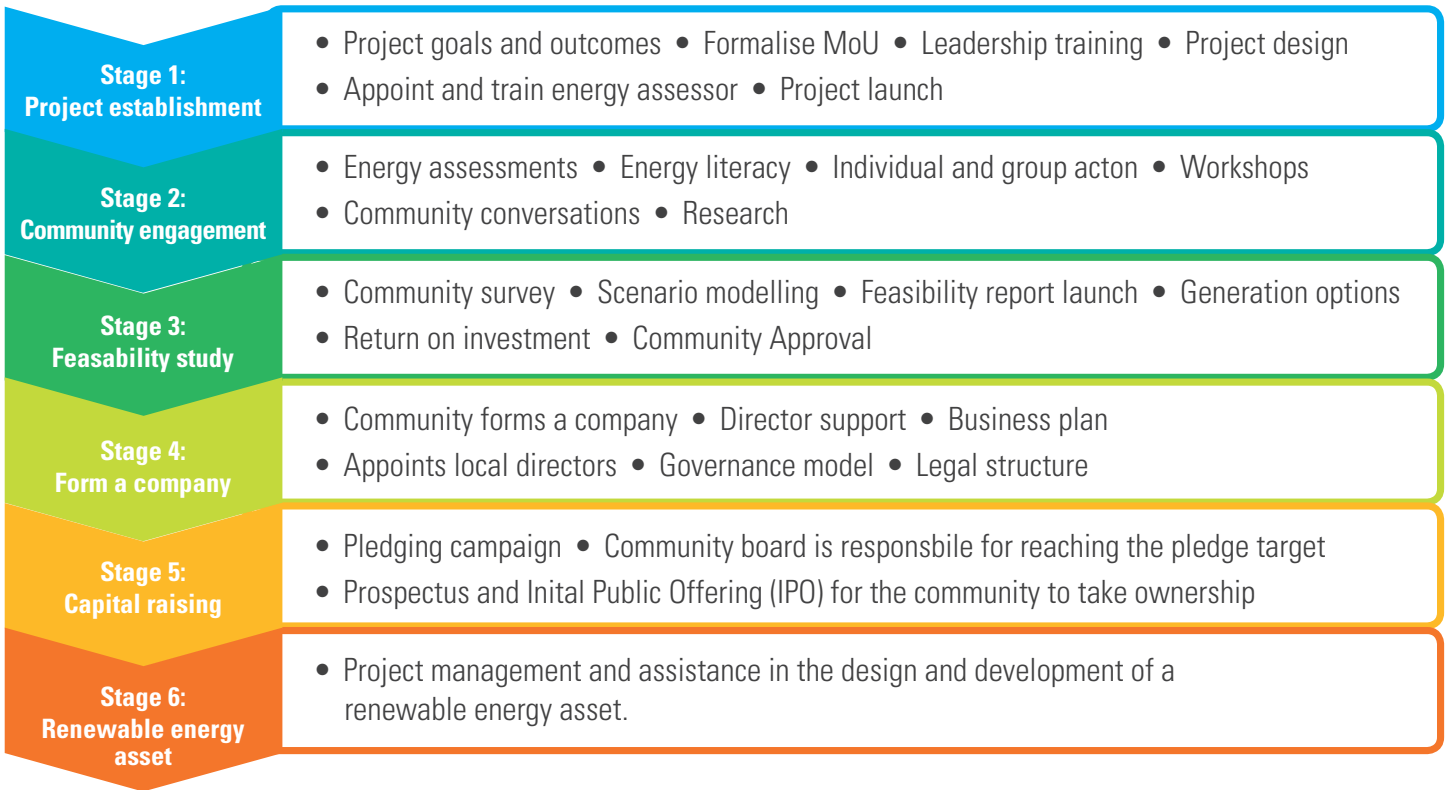 Stage 1:
Project establishment
• Project goals and outcomes • Formalise MoU • Leadership training • Project design
• Appoint and train energy assessor • Project launch
Stage 2:
Community engagement
• Energy assessments • Energy literacy • Individual and group acton • Workshops
• Community conversations • Research
Stage 3:
Feasability study
• Community survey • Scenario modelling • Feasibility report launch • Generation options
• Return on investment • Community Approval
Stage 4:
Form a company
• Community forms a company • Director support • Business plan
• Appoints local directors • Governance model • Legal structure
Stage 5:
Capital raising
• Pledging campaign • Community board is responsbile for reaching the pledge target
• Prospectus and Inital Public Offering (IPO) for the community to take ownership
Stage 6:
Renewable energy
asset
• Project management and assistance in the design and development of a
renewable energy asset.